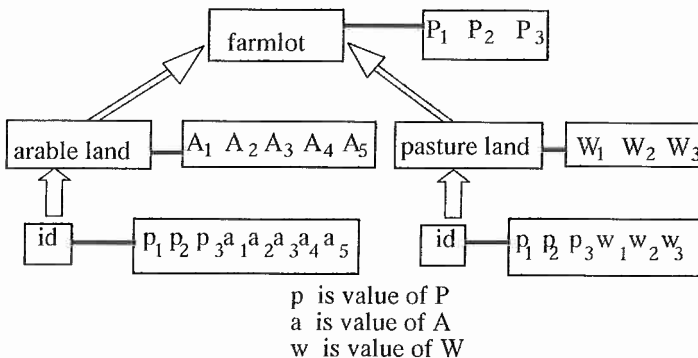 farmlot
P₁ P₂ P₃
arable land
A₁ A₂ A₃ A₄ A₅
pasture land
W₁ W₂ W₃
id
p₁ p₂ p₃ a₁ a₂ a₃ a₄ a₅
id
p₁ p₂ p₃ w₁ w₂ w₃
p is value of P
a is value of A
w is value of W